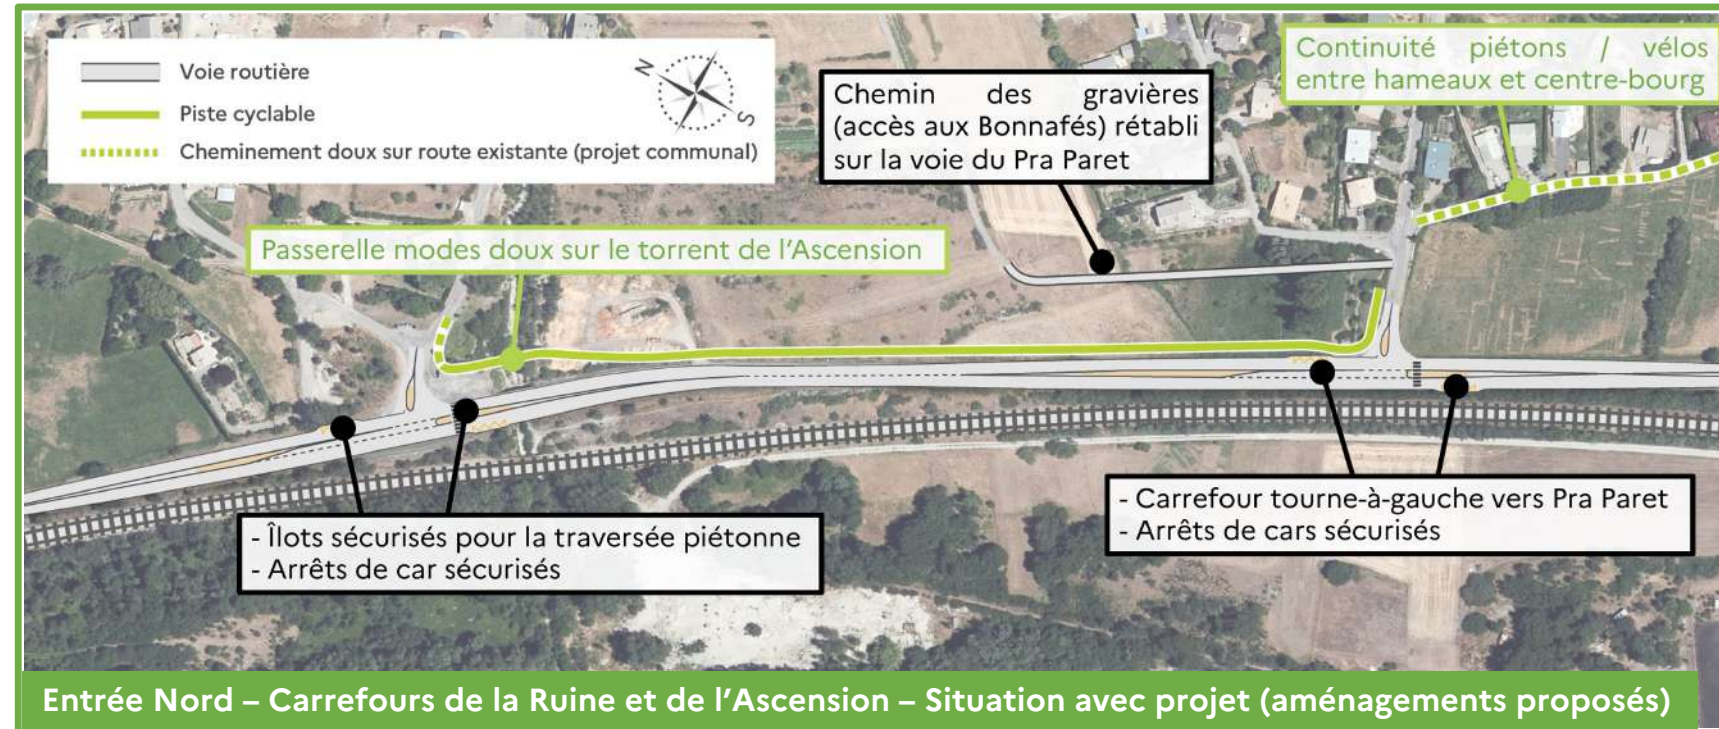 Voie routière
Piste cyclable
Cheminement doux sur route existante (projet communal)
N
S
Chemin des gravières
(accès aux Bonnafés) rétabli
sur la voie du Pra Paret
Continuité piétons / vélos
entre hameaux et centre-bourg
Passerelle modes doux sur le torrent de l’Ascension
- Îlots sécurisés pour la traversée piétonne
- Arrêts de car sécurisés
- Carrefour tourne-à-gauche vers Pra Paret
- Arrêts de cars sécurisés
Entrée Nord – Carrefours de la Ruine et de l’Ascension – Situation avec projet (aménagements proposés)